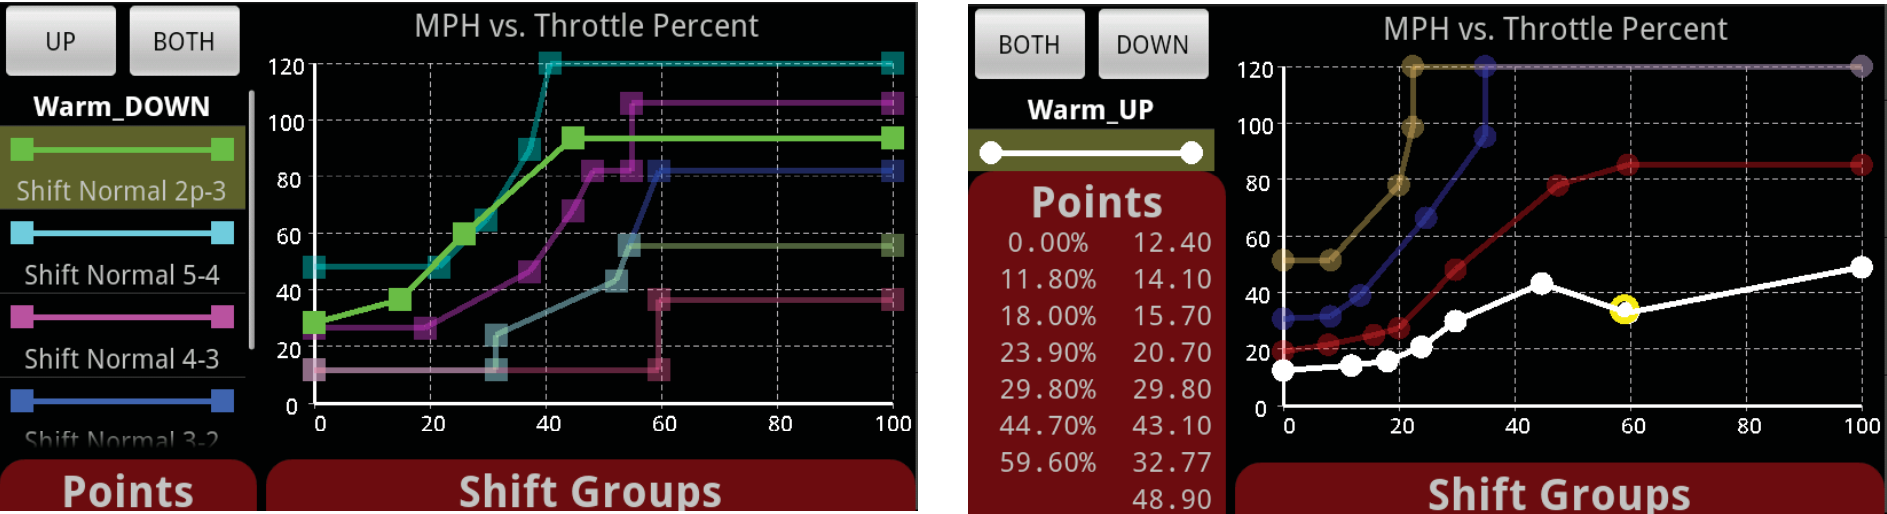 UP BOTH
MPH vs. Throttle Percent
Warm_DOWN
Shift Normal 2p-3
Shift Normal 5-4
Shift Normal 4-3
Shift Normal 3-2
120
100
80
60
40
20
0
0 20 40 60 80 100
Points
Shift Groups
BOTH DOWN
MPH vs. Throttle Percent
Warm_UP
Points
0.00% 12.40
11.80% 14.10
18.00% 15.70
23.90% 20.70
29.80% 29.80
44.70% 43.10
59.60% 32.77
48.90
120
100
80
60
40
20
0
0 20 40 60 80 100
Shift Groups